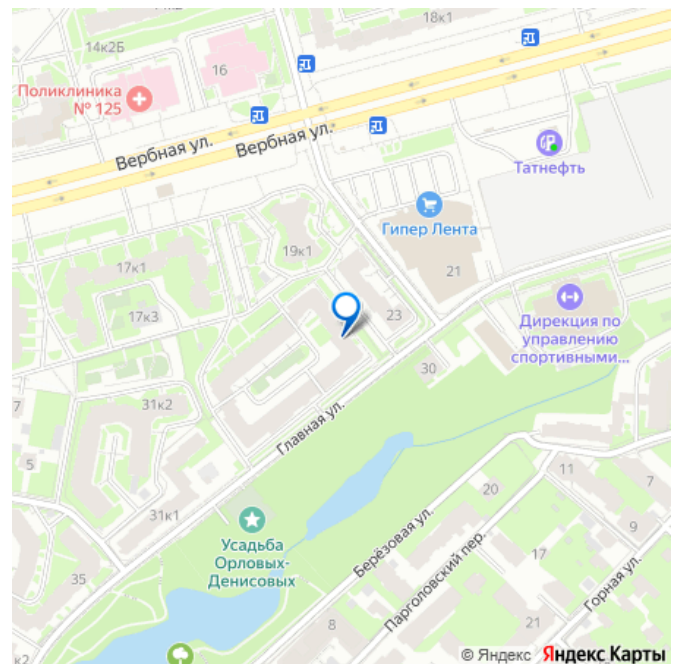 18к1
14к2Б
16
Поликлиника
№ 125
Вербная ул.
Вербная ул.
Татнефть
Гипер Лента
19к1
21
17к1
17к3
23
Дирекция по
управлению
спортивными...
30
31к2
7
Главная ул.
5
11
7
20
31к1
9
Усадьба
Орловых-
Денисовых
Берёзовая ул.
Парголовский пер.
17
Горная ул.
35
8
21
к2
© Яндекс Яндекс Карты